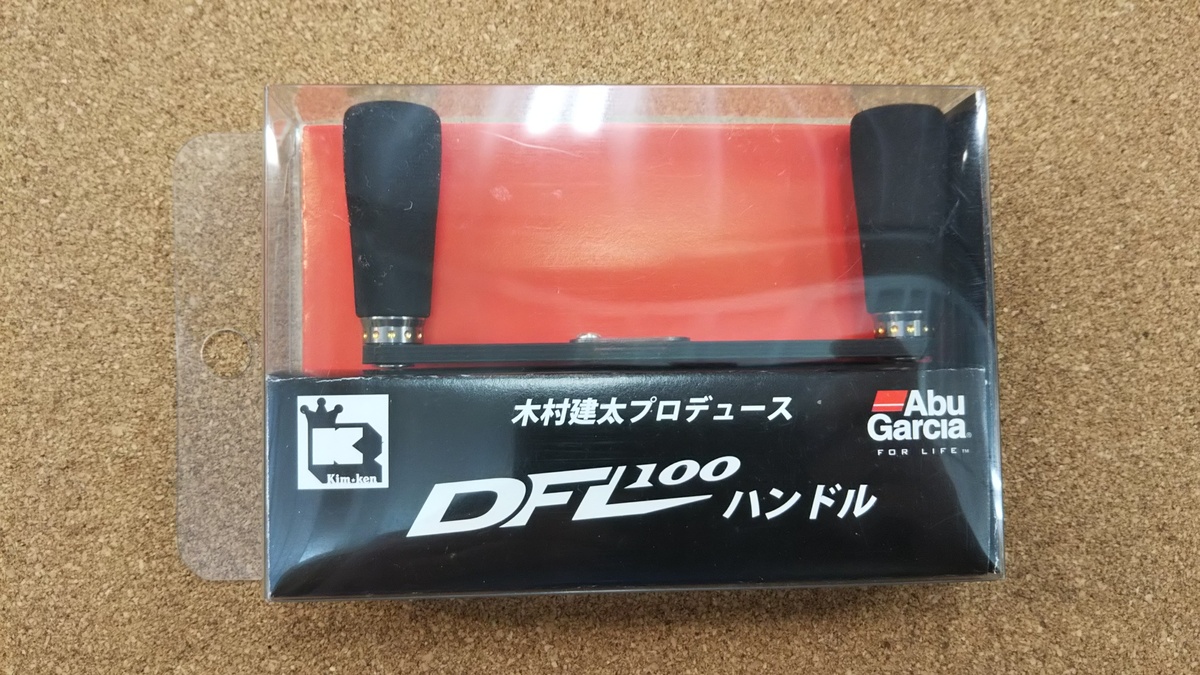 木村建太プロデュース
Abu
Garcia®
FOR LIFE™
K
Kim•ken
DFL100 ハンドル